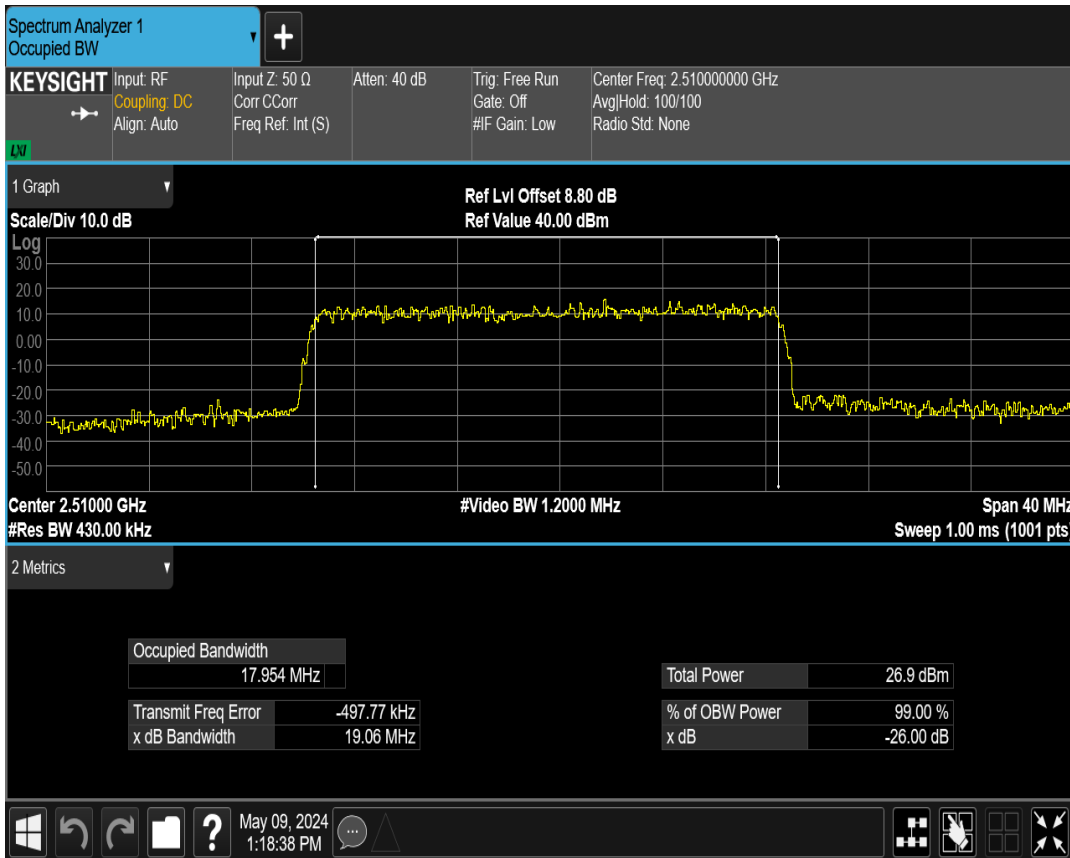 Spectrum Analyzer 1
Occupied BW
+
KEYSIGHT
LXI
Input: RF
Coupling: DC
Align: Auto
Input Z: 50 Ω
Corr CCorr
Freq Ref: Int (S)
Atten: 40 dB
Trig: Free Run
Gate: Off
#IF Gain: Low
Center Freq: 2.510000000 GHz
Avg|Hold: 100/100
Radio Std: None
1 Graph
Scale/Div 10.0 dB
Ref Lvl Offset 8.80 dB
Ref Value 40.00 dBm
Log
30.0
20.0
10.0
0.00
-10.0
-20.0
-30.0
-40.0
-50.0
Center 2.51000 GHz
#Video BW 1.2000 MHz
Span 40 MHz
#Res BW 430.00 kHz
Sweep 1.00 ms (1001 pts)
2 Metrics
Occupied Bandwidth
17.954 MHz
Total Power 26.9 dBm
Transmit Freq Error -497.77 kHz
% of OBW Power 99.00 %
x dB Bandwidth 19.06 MHz
x dB -26.00 dB
?
May 09, 2024
1:18:38 PM